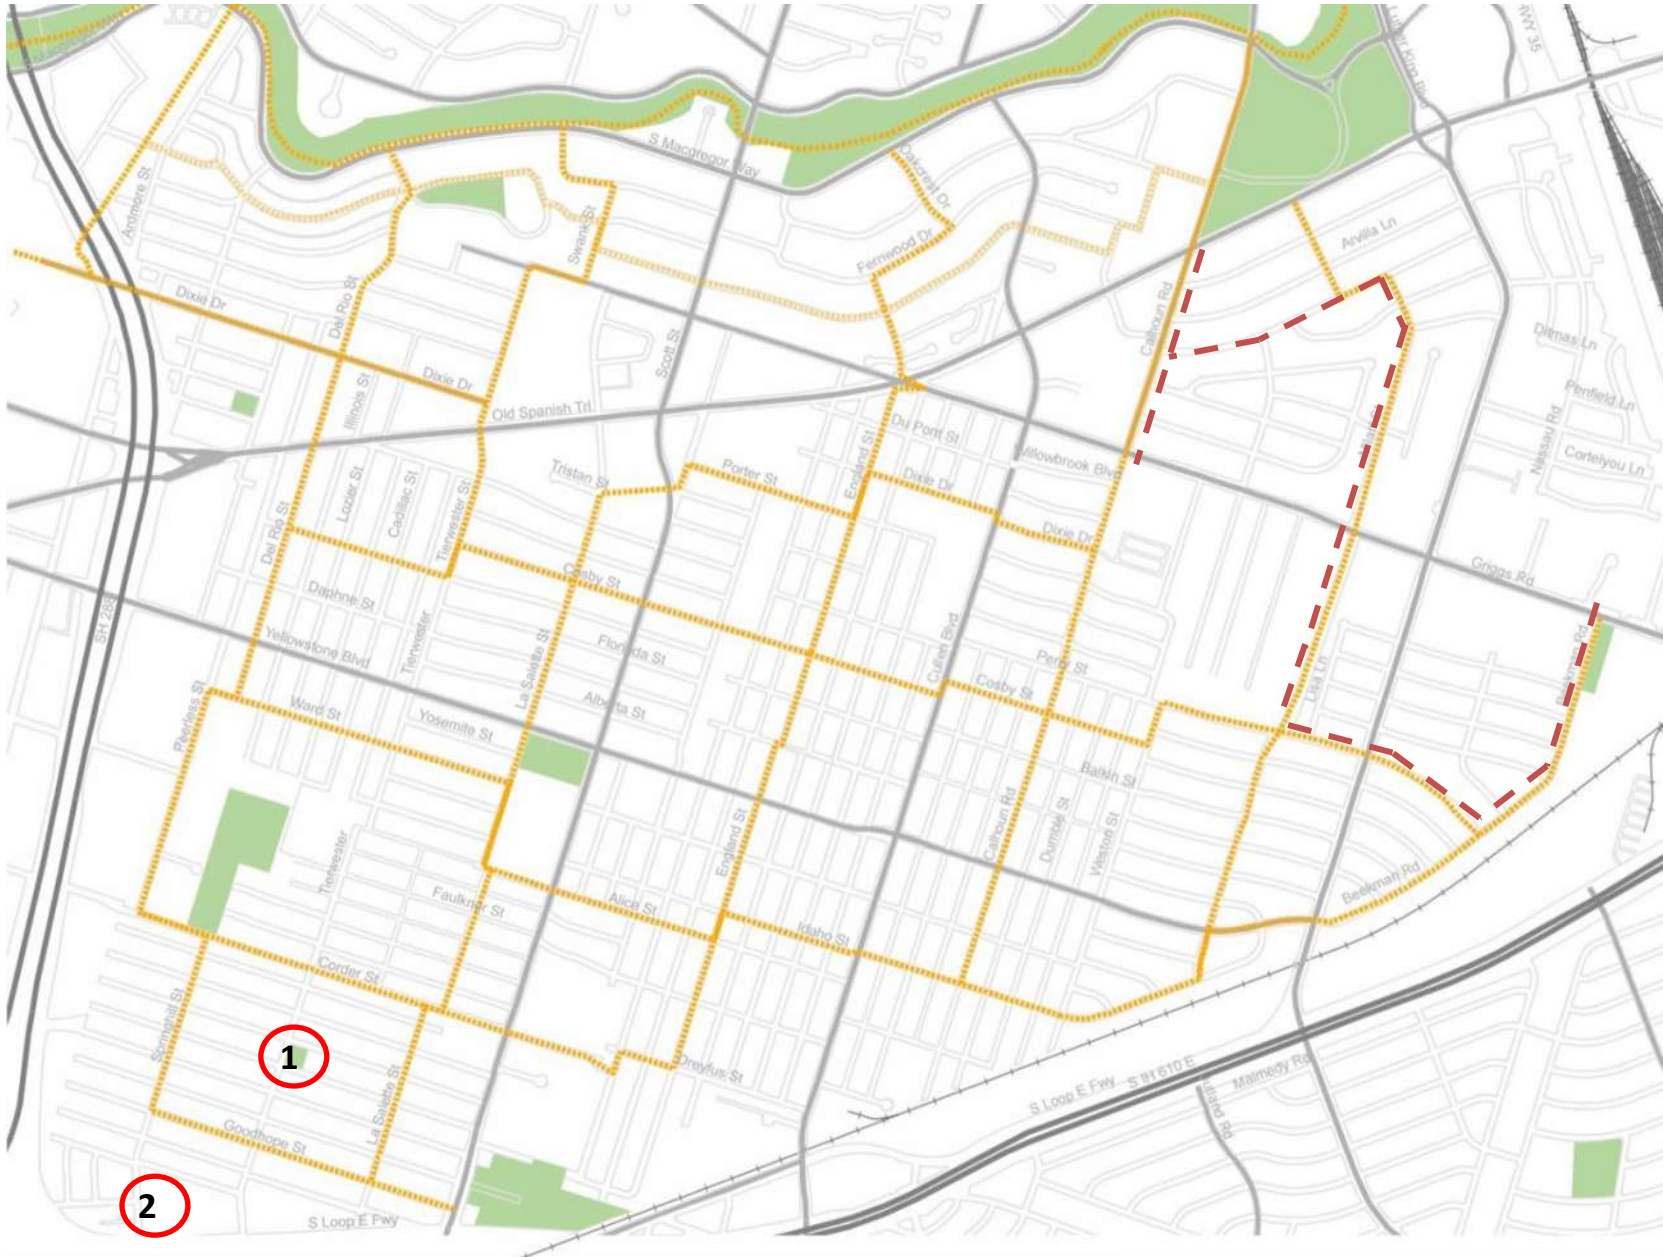 HWY 35
S Macgregor Way
Oakcrest Dr
Ardmore St
Swank St
Fernwood Dr
Arvilla Ln
Dixie Dr
Del Rio St
Calhoun Rd
Scott St
Ditmas Ln
Dixie Dr
Illinois St
Old Spanish Trl
Penfield Ln
Du Pont St
Nassau Rd
England St
Willowbrook Blvd
Cortelyou Ln
Tristan St
Porter St
Dixie Dr
Lozier St
Cadillac St
Tierwester St
Del Rio St
Dixie Dr
Griggs Rd
Cosby St
Daphne St
SH 288
Yellowstone Blvd
Tierwester
Florida St
Cullen Blvd
Perry St
Cosby St
Lisa Ln
La Salette St
Alberta St
Peerless St
Ward St
Yosemite St
Balkin St
Calhoun Rd
Dumble St
Weston St
England St
Tierwester
Faulkner St
Alice St
Beekman Rd
Idaho St
Corder St
Springhill St
1
La Salette St
Dreyfus St
S Loop E Fwy
S IH 610 E
Malmedy Rd
Goodhope St
2
S Loop E Fwy